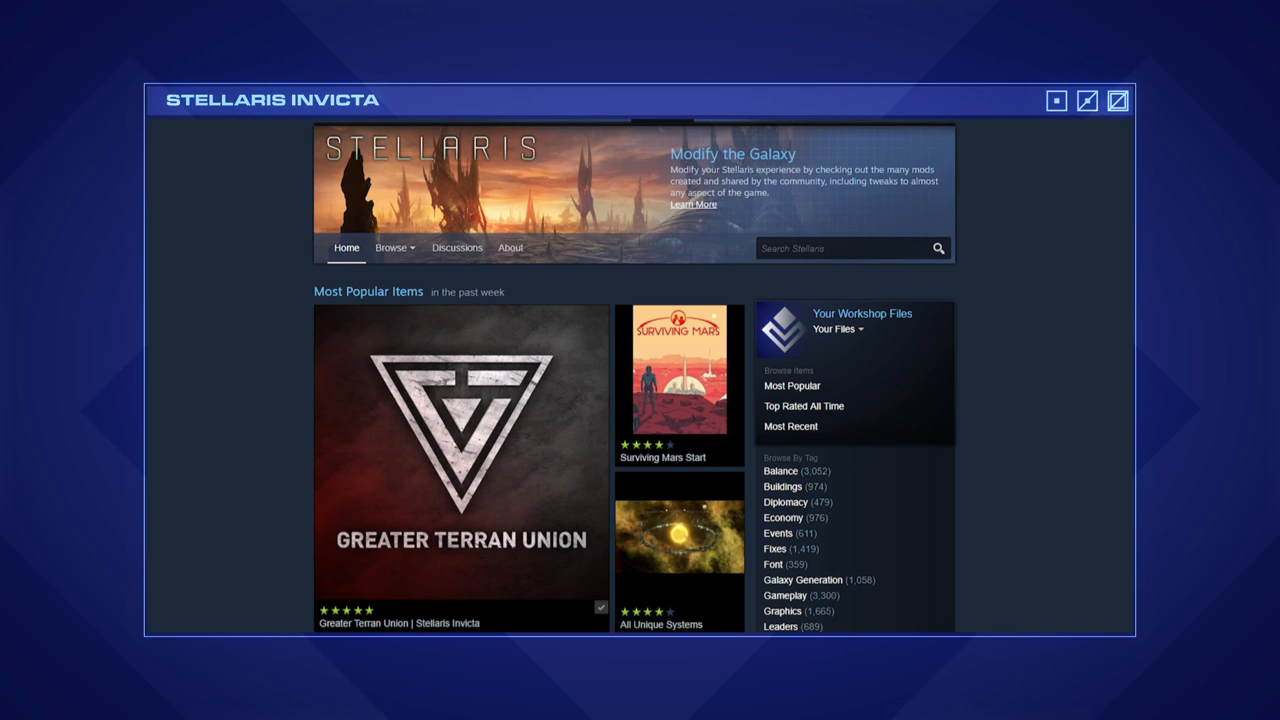 STELLARIS INVICTA
STELLARIS
Modify the Galaxy
Modify your Stellaris experience by checking out the many mods
created and shared by the community, including tweaks to almost
any aspect of the game.
Learn More
Home Browse Discussions About
Search Stellaris
Most Popular Items in the past week
GREATER TERRAN UNION
Greater Terran Union | Stellaris Invicta
SURVIVING MARS
Surviving Mars Start
All Unique Systems
Your Workshop Files
Your Files
Browse Items
Most Popular
Top Rated All Time
Most Recent
Browse By Tag
Balance (3,052)
Buildings (974)
Diplomacy (479)
Economy (976)
Events (611)
Fixes (1,419)
Font (359)
Galaxy Generation (1,058)
Gameplay (3,300)
Graphics (1,665)
Leaders (689)